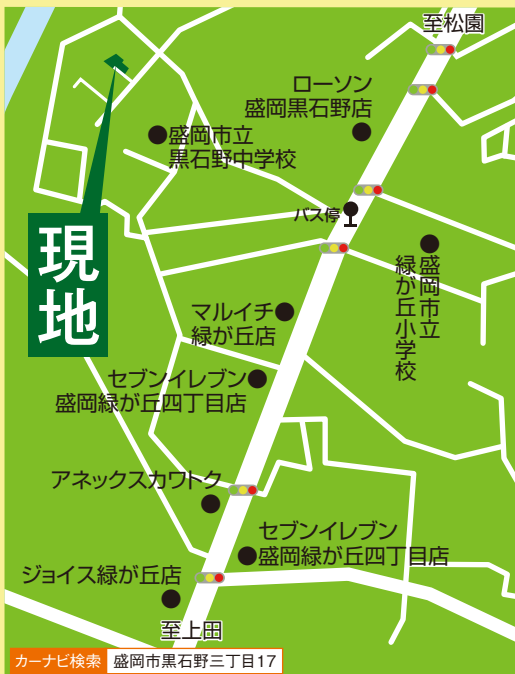 至松園
ローソン
盛岡黒石野店
盛岡市立
黒石野中学校
バス停
現地
盛岡市立
緑が丘小学校
マルイチ
緑が丘店
セブンイレブン
盛岡緑が丘四丁目店
アネックスカワトク
セブンイレブン
盛岡緑が丘四丁目店
ジョイス緑が丘店
至上田
カーナビ検索 盛岡市黒石野三丁目17